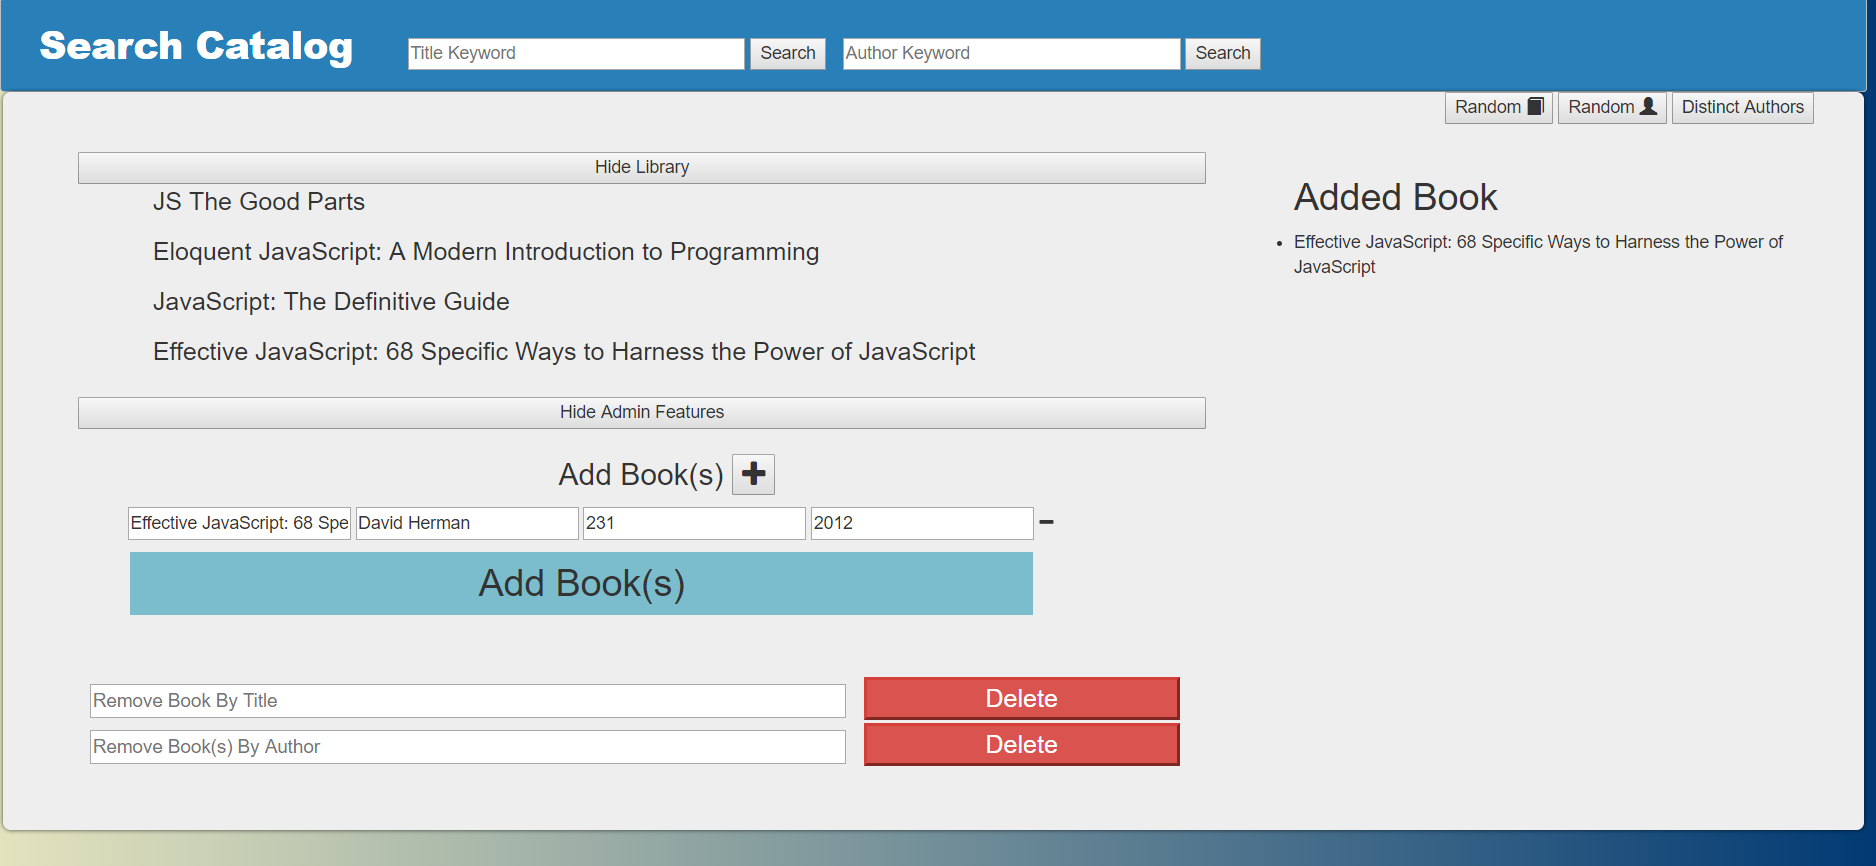 Search Catalog
Title Keyword
Search
Author Keyword
Search
Random
Random
Distinct Authors
Hide Library
JS The Good Parts
Eloquent JavaScript: A Modern Introduction to Programming
JavaScript: The Definitive Guide
Effective JavaScript: 68 Specific Ways to Harness the Power of JavaScript
Hide Admin Features
Add Book(s)
Effective JavaScript: 68 Spe
David Herman
231
2012
Add Book(s)
Remove Book By Title
Delete
Remove Book(s) By Author
Delete
Added Book
Effective JavaScript: 68 Specific Ways to Harness the Power of
JavaScript